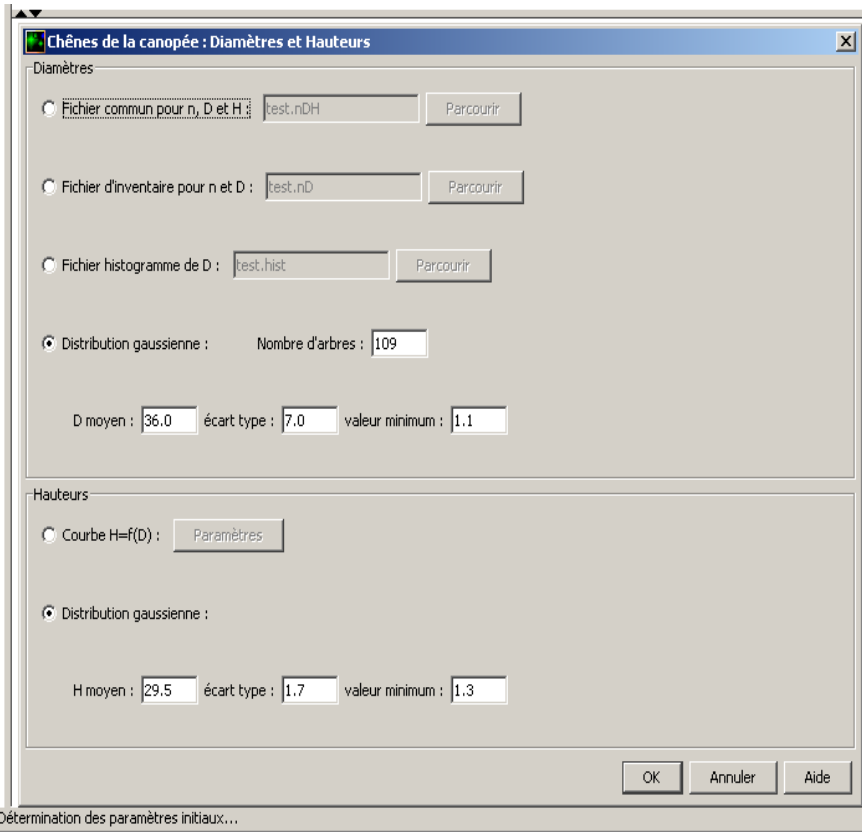 Chênes de la canopée : Diamètres et Hauteurs
Diamètres
Fichier commun pour n, D et H : test.nDH Parcourir
Fichier d'inventaire pour n et D : test.nD Parcourir
Fichier histogramme de D : test.hist Parcourir
Distribution gaussienne : Nombre d'arbres : 109
D moyen : 36.0 écart type : 7.0 valeur minimum : 1.1
Hauteurs
Courbe H=f(D) : Paramètres
Distribution gaussienne :
H moyen : 29.5 écart type : 1.7 valeur minimum : 1.3
OK Annuler Aide
Détermination des paramètres initiaux...